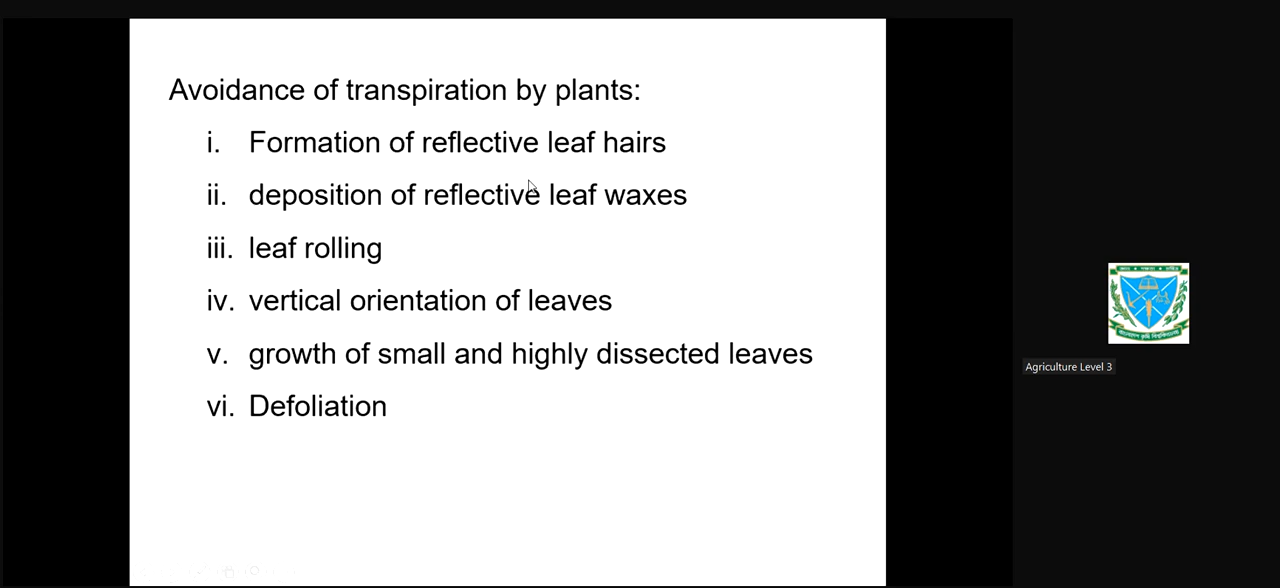 Avoidance of transpiration by plants:
i. Formation of reflective leaf hairs
ii. deposition of reflective leaf waxes
iii. leaf rolling
iv. vertical orientation of leaves
v. growth of small and highly dissected leaves
vi. Defoliation
Agriculture Level 3